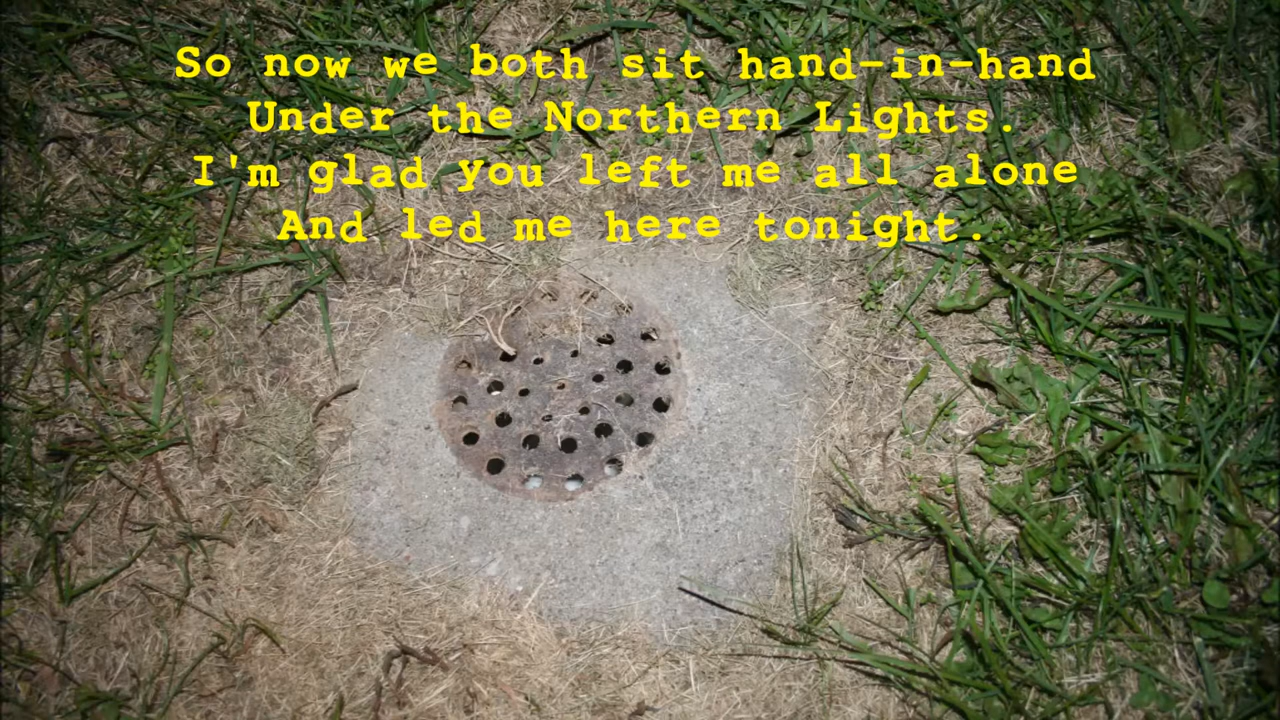 So now we both sit hand-in-hand
Under the Northern Lights.
I'm glad you left me all alone
And led me here tonight.